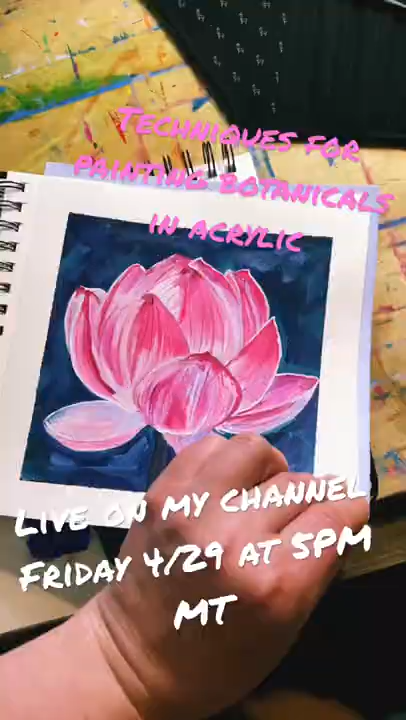 Techniques for
painting botanicals
in acrylic
Live on my channel
Friday 4/29 at 5PM
MT